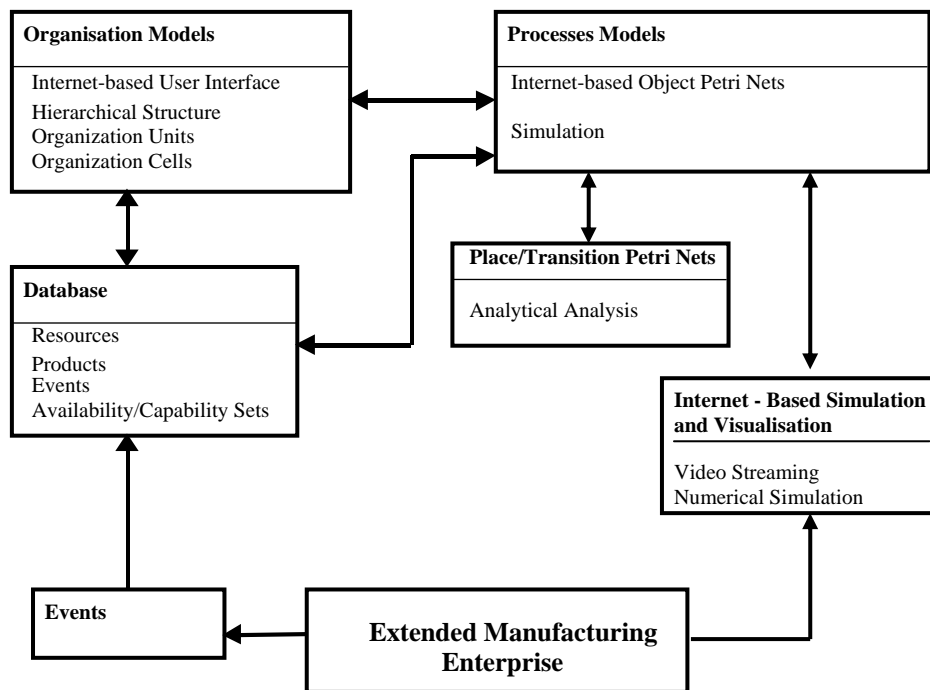 Organisation Models
Internet-based User Interface
Hierarchical Structure
Organization Units
Organization Cells
Processes Models
Internet-based Object Petri Nets
Simulation
Place/Transition Petri Nets
Analytical Analysis
Database
Resources
Products
Events
Availability/Capability Sets
Internet - Based Simulation
and Visualisation
Video Streaming
Numerical Simulation
Events
Extended Manufacturing
Enterprise